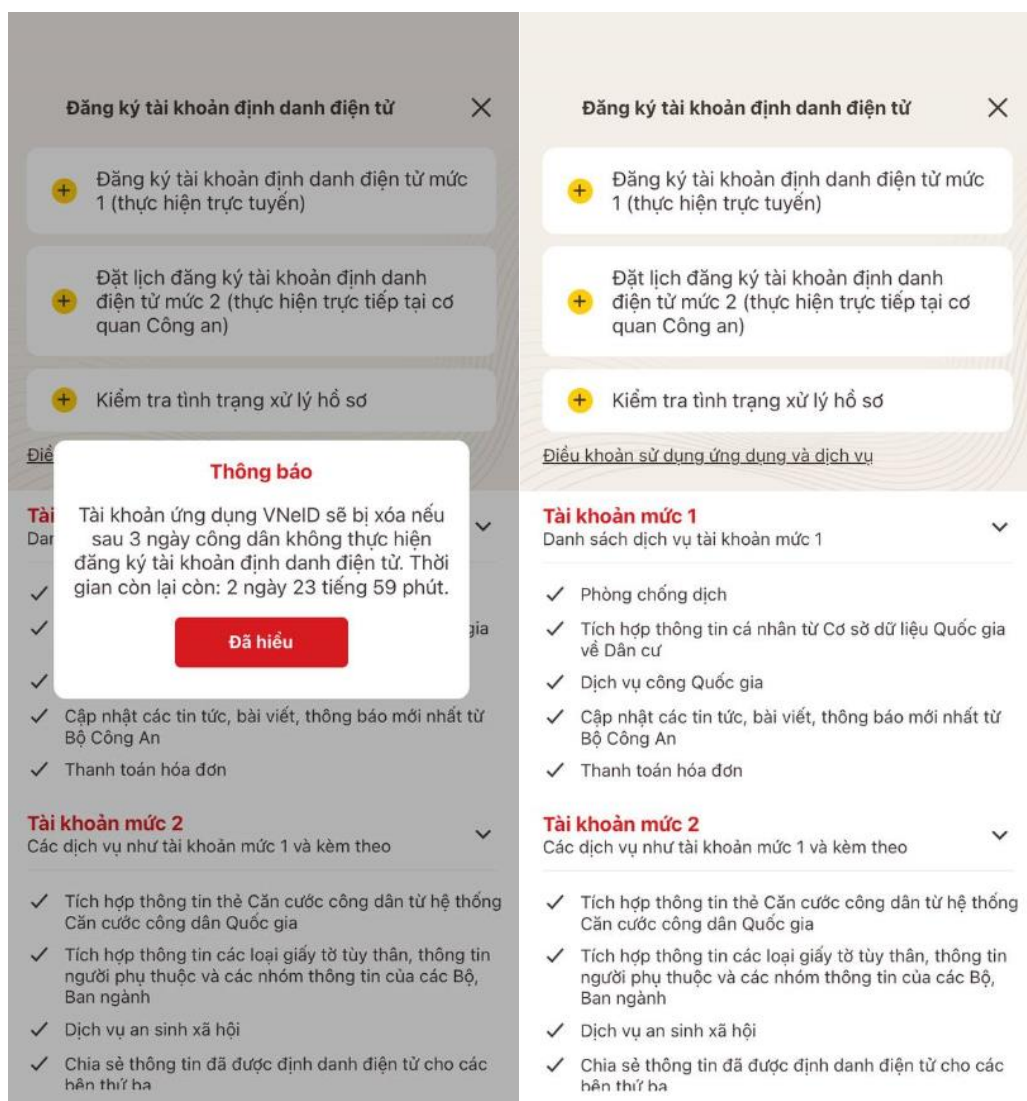 Đăng ký tài khoản định danh điện tử
Đăng ký tài khoản định danh điện tử mức
1 (thực hiện trực tuyến)
Đặt lịch đăng ký tài khoản định danh
điện tử mức 2 (thực hiện trực tiếp tại cơ
quan Công an)
Kiểm tra tình trạng xử lý hồ sơ
Điề
Thông báo
Tài khoản ứng dụng VNeID sẽ bị xóa nếu
sau 3 ngày công dân không thực hiện
đăng ký tài khoản định danh điện tử. Thời
gian còn lại còn: 2 ngày 23 tiếng 59 phút.
Đã hiểu
Tài
Dan
gia
Cập nhật các tin tức, bài viết, thông báo mới nhất từ
Bộ Công An
Thanh toán hóa đơn
Tài khoản mức 2
Các dịch vụ như tài khoản mức 1 và kèm theo
Tích hợp thông tin thẻ Căn cước công dân từ hệ thống
Căn cước công dân Quốc gia
Tích hợp thông tin các loại giấy tờ tùy thân, thông tin
người phụ thuộc và các nhóm thông tin của các Bộ,
Ban ngành
Dịch vụ an sinh xã hội
Chia sẻ thông tin đã được định danh điện tử cho các
bên thứ ba
Đăng ký tài khoản định danh điện tử
Đăng ký tài khoản định danh điện tử mức
1 (thực hiện trực tuyến)
Đặt lịch đăng ký tài khoản định danh
điện tử mức 2 (thực hiện trực tiếp tại cơ
quan Công an)
Kiểm tra tình trạng xử lý hồ sơ
Điều khoản sử dụng ứng dụng và dịch vụ
Tài khoản mức 1
Danh sách dịch vụ tài khoản mức 1
Phòng chống dịch
Tích hợp thông tin cá nhân từ Cơ sở dữ liệu Quốc gia
về Dân cư
Dịch vụ công Quốc gia
Cập nhật các tin tức, bài viết, thông báo mới nhất từ
Bộ Công An
Thanh toán hóa đơn
Tài khoản mức 2
Các dịch vụ như tài khoản mức 1 và kèm theo
Tích hợp thông tin thẻ Căn cước công dân từ hệ thống
Căn cước công dân Quốc gia
Tích hợp thông tin các loại giấy tờ tùy thân, thông tin
người phụ thuộc và các nhóm thông tin của các Bộ,
Ban ngành
Dịch vụ an sinh xã hội
Chia sẻ thông tin đã được định danh điện tử cho các
bên thứ ba